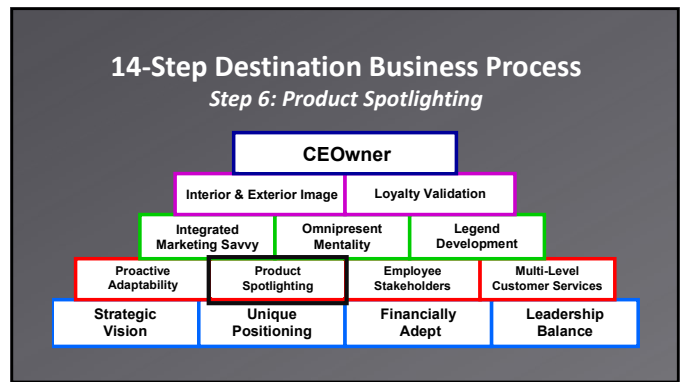 14-Step Destination Business Process
Step 6: Product Spotlighting
CEOwner
Interior & Exterior Image
Loyalty Validation
Integrated
Marketing Savvy
Omnipresent
Mentality
Legend
Development
Proactive
Adaptability
Product
Spotlighting
Employee
Stakeholders
Multi-Level
Customer Services
Strategic
Vision
Unique
Positioning
Financially
Adept
Leadership
Balance